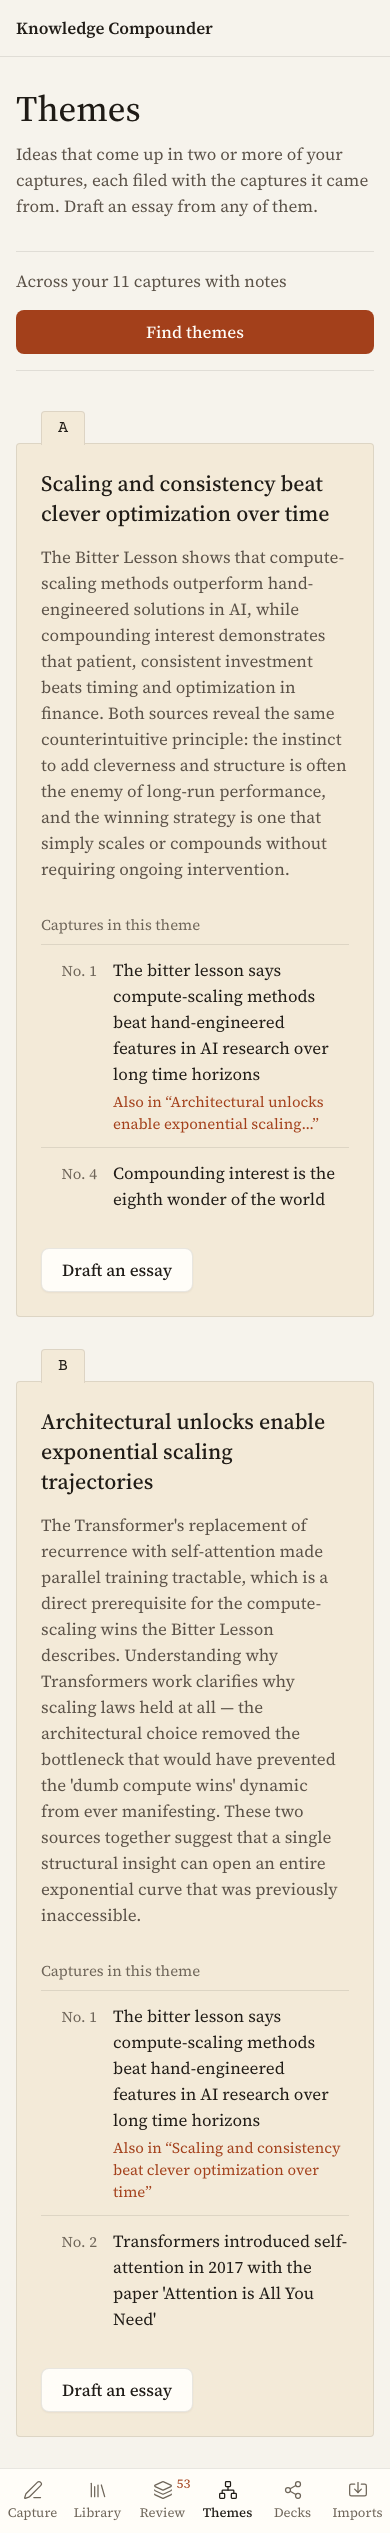 Knowledge Compounder
Themes
Ideas that come up in two or more of your
captures, each filed with the captures it came
from. Draft an essay from any of them.
Across your 11 captures with notes
Find themes
A
Scaling and consistency beat
clever optimization over time
The Bitter Lesson shows that compute-
scaling methods outperform hand-
engineered solutions in AI, while
compounding interest demonstrates
that patient, consistent investment
beats timing and optimization in
finance. Both sources reveal the same
counterintuitive principle: the instinct
to add cleverness and structure is often
the enemy of long-run performance,
and the winning strategy is one that
simply scales or compounds without
requiring ongoing intervention.
Captures in this theme
No. 1
The bitter lesson says
compute-scaling methods
beat hand-engineered
features in AI research over
long time horizons
Also in “Architectural unlocks
enable exponential scaling…”
No. 4
Compounding interest is the
eighth wonder of the world
Draft an essay
B
Architectural unlocks enable
exponential scaling
trajectories
The Transformer's replacement of
recurrence with self-attention made
parallel training tractable, which is a
direct prerequisite for the compute-
scaling wins the Bitter Lesson
describes. Understanding why
Transformers work clarifies why
scaling laws held at all — the
architectural choice removed the
bottleneck that would have prevented
the 'dumb compute wins' dynamic
from ever manifesting. These two
sources together suggest that a single
structural insight can open an entire
exponential curve that was previously
inaccessible.
Captures in this theme
No. 1
The bitter lesson says
compute-scaling methods
beat hand-engineered
features in AI research over
long time horizons
Also in “Scaling and consistency
beat clever optimization over
time”
No. 2
Transformers introduced self-
attention in 2017 with the
paper 'Attention is All You
Need'
Draft an essay
53
Capture Library Review Themes Decks Imports